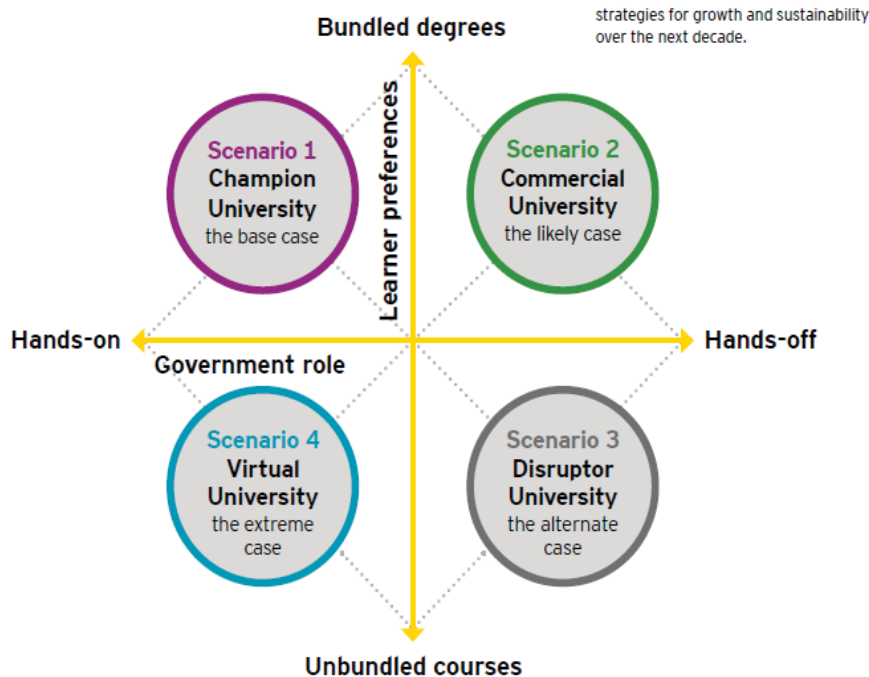 strategies for growth and sustainability
over the next decade.
Bundled degrees
Learner preferences
Scenario 1
Champion
University
the base case
Scenario 2
Commercial
University
the likely case
Hands-on
Hands-off
Government role
Scenario 4
Virtual
University
the extreme
case
Scenario 3
Disruptor
University
the alternate
case
Unbundled courses